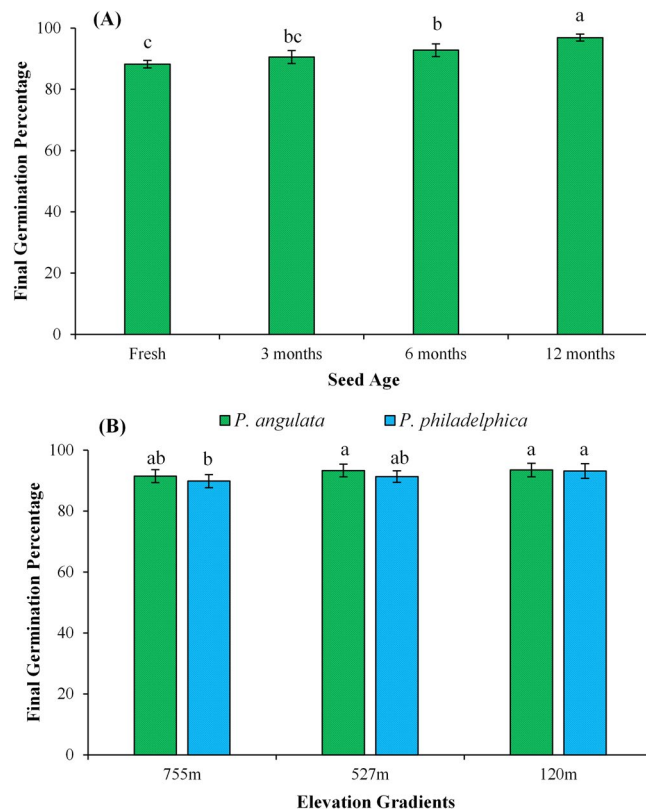 (A)
Final Germination Percentage
100
80
60
40
20
0
c
bc
b
a
Fresh
3 months
6 months
12 months
Seed Age
(B)
P. angulata
P. philadelphica
Final Germination Percentage
100
80
60
40
20
0
ab
b
a
ab
a
a
755m
527m
120m
Elevation Gradients